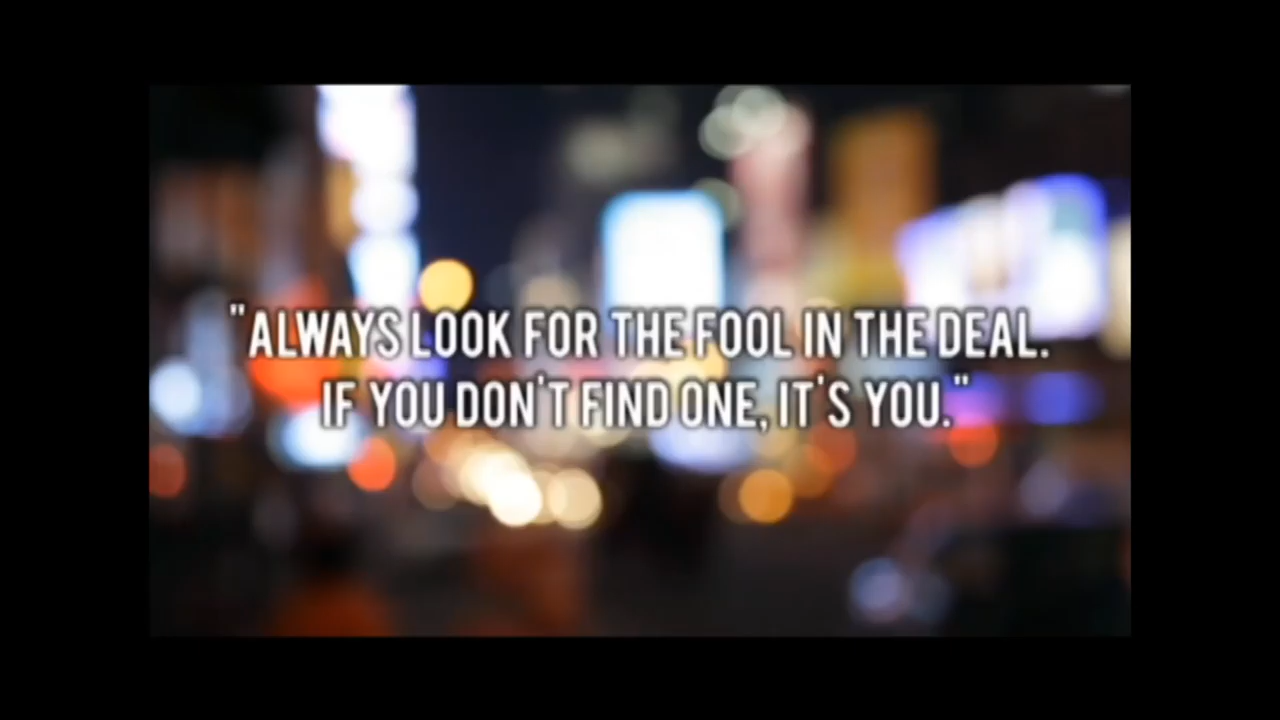 "ALWAYS LOOK FOR THE FOOL IN THE DEAL.
IF YOU DON'T FIND ONE, IT'S YOU."